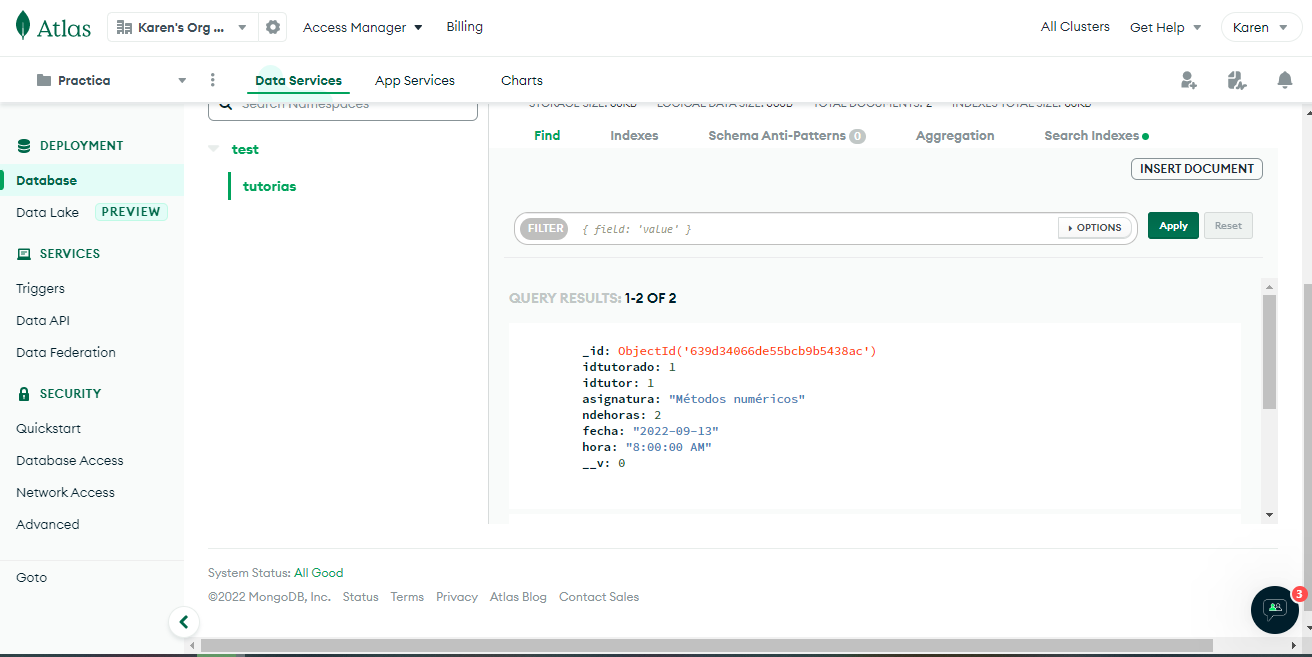 Atlas
Karen's Org ...
Access Manager
Billing
All Clusters
Get Help
Karen
Practica
Data Services
App Services
Charts
Search Namespaces
STORAGE SIZE: 36KB LOGICAL DATA SIZE: TOTAL DOCUMENTS: 2 INDEXES TOTAL SIZE: 36KB
DEPLOYMENT
Database
Data Lake PREVIEW
SERVICES
Triggers
Data API
Data Federation
SECURITY
Quickstart
Database Access
Network Access
Advanced
Goto
test
tutorias
Find
Indexes
Schema Anti-Patterns 0
Aggregation
Search Indexes
INSERT DOCUMENT
FILTER { field: 'value' } OPTIONS
Apply
Reset
QUERY RESULTS: 1-2 OF 2
_id: ObjectId('639d34066de55bcb9b5438ac')
idtutorado: 1
idtutor: 1
asignatura: "Métodos numéricos"
ndehoras: 2
fecha: "2022-09-13"
hora: "8:00:00 AM"
__v: 0
System Status: All Good
©2022 MongoDB, Inc. Status Terms Privacy Atlas Blog Contact Sales
3